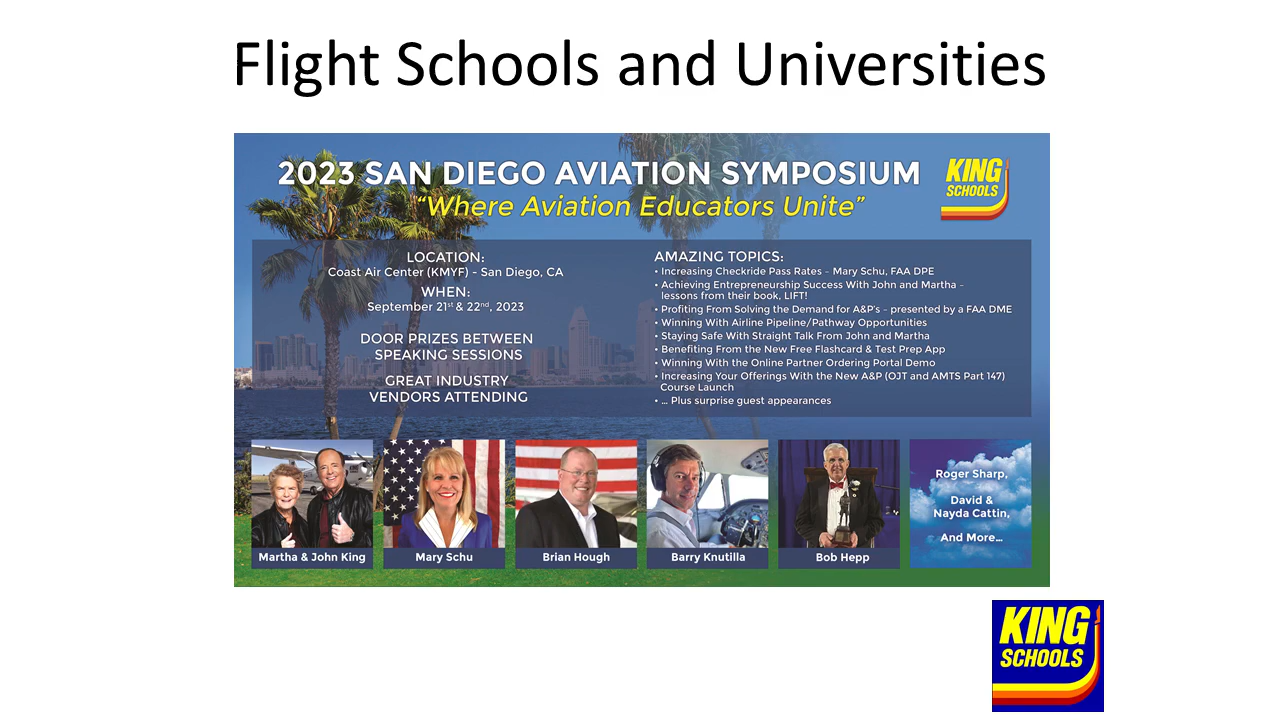 Flight Schools and Universities
2023 SAN DIEGO AVIATION SYMPOSIUM
“Where Aviation Educators Unite”
KING
SCHOOLS
LOCATION:
Coast Air Center (KMYF) - San Diego, CA
WHEN:
September 21st & 22nd, 2023
DOOR PRIZES BETWEEN
SPEAKING SESSIONS
GREAT INDUSTRY
VENDORS ATTENDING
AMAZING TOPICS:
• Increasing Checkride Pass Rates – Mary Schu, FAA DPE
• Achieving Entrepreneurship Success With John and Martha –
lessons from their book, LIFT!
• Profiting From Solving the Demand for A&P's – presented by a FAA DME
• Winning With Airline Pipeline/Pathway Opportunities
• Staying Safe With Straight Talk From John and Martha
• Benefiting From the New Free Flashcard & Test Prep App
• Winning With the Online Partner Ordering Portal Demo
• Increasing Your Offerings With the New A&P (OJT and AMTS Part 147)
Course Launch
• ... Plus surprise guest appearances
Martha & John King
Mary Schu
Brian Hough
Barry Knutilla
Bob Hepp
Roger Sharp,
David &
Nayda Cattin,
And More...
KING
SCHOOLS